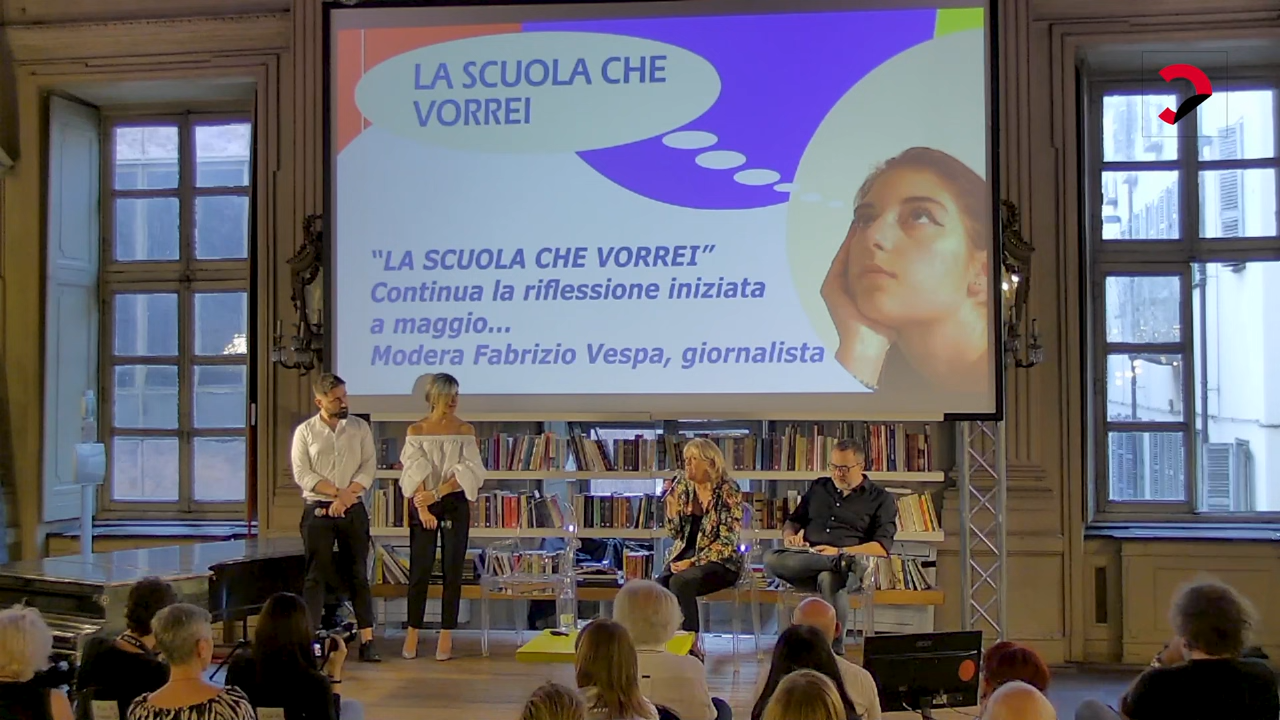 LA SCUOLA CHE
VORREI
“LA SCUOLA CHE VORREI”
Continua la riflessione iniziata
a maggio...
Modera Fabrizio Vespa, giornalista